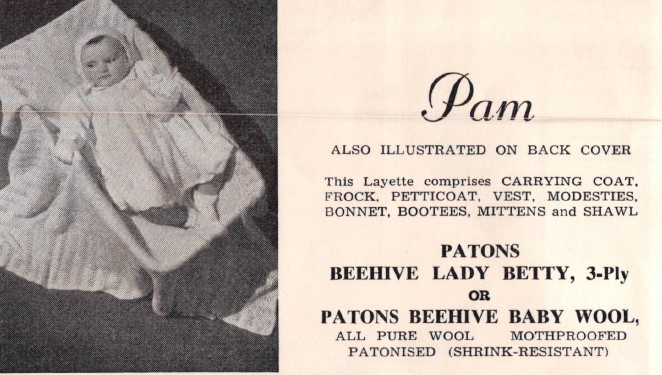 Pam
ALSO ILLUSTRATED ON BACK COVER
This Layette comprises CARRYING COAT,
FROCK, PETTICOAT, VEST, MODESTIES,
BONNET, BOOTEES, MITTENS and SHAWL
PATONS
BEEHIVE LADY BETTY, 3-Ply
OR
PATONS BEEHIVE BABY WOOL,
ALL PURE WOOL MOTHPROOFED
PATONISED (SHRINK-RESISTANT)